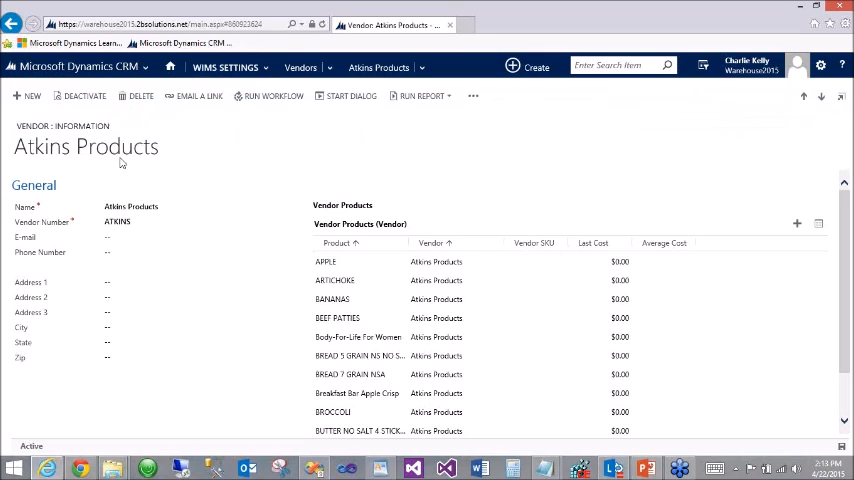 https://warehouse2015.2bsolutions.net/main.aspx#860923624
Vendor: Atkins Products - ...
Microsoft Dynamics Learn...
Microsoft Dynamics CRM ...
Microsoft Dynamics CRM
WIMS SETTINGS
Vendors
Atkins Products
Create
Enter Search Item
Charlie Kelly
Warehouse2015
?
NEW
DEACTIVATE
DELETE
EMAIL A LINK
RUN WORKFLOW
START DIALOG
RUN REPORT
...
VENDOR : INFORMATION
Atkins Products
General
Name * Atkins Products
Vendor Number * ATKINS
E-mail --
Phone Number --
Address 1 --
Address 2 --
Address 3 --
City --
State --
Zip --
Vendor Products
Vendor Products (Vendor)
Product ↑ Vendor ↑ Vendor SKU Last Cost Average Cost
APPLE Atkins Products $0.00
ARTICHOKE Atkins Products $0.00
BANANAS Atkins Products $0.00
BEEF PATTIES Atkins Products $0.00
Body-For-Life For Women Atkins Products $0.00
BREAD 5 GRAIN NS NO S... Atkins Products $0.00
BREAD 7 GRAIN NSA Atkins Products $0.00
Breakfast Bar Apple Crisp Atkins Products $0.00
BROCCOLI Atkins Products $0.00
BUTTER NO SALT 4 STICK... Atkins Products $0.00
Active
2:13 PM
4/22/2015